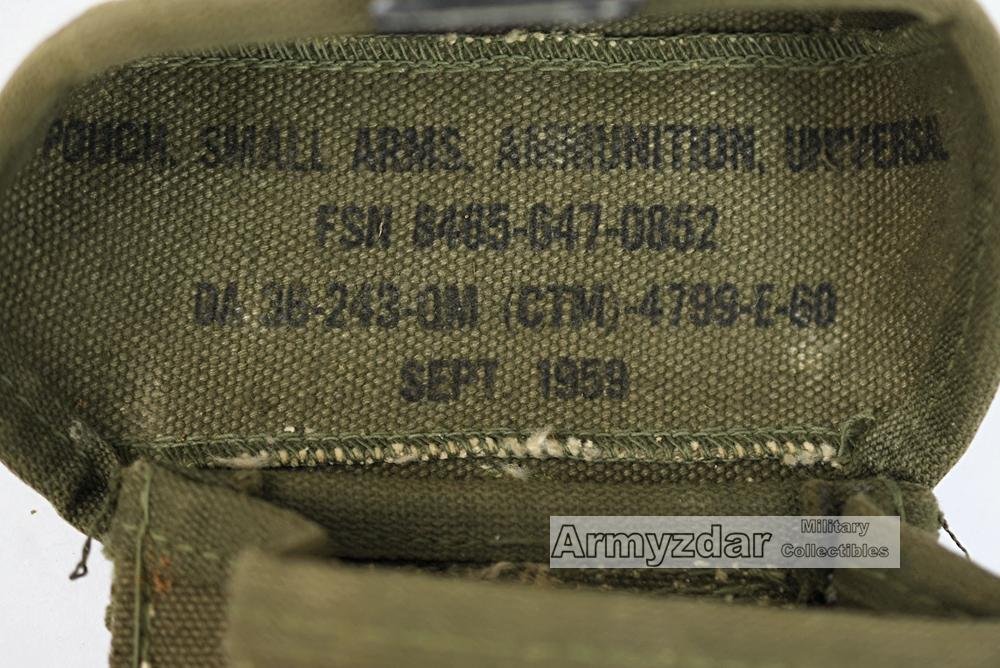 POUCH, SMALL ARMS, AMMUNITION, UNIVERSAL
FSN 8465-647-0852
DA 36-243-QM (CTM)-4799-E-60
SEPT 1959
Armyzdar Military Collectibles